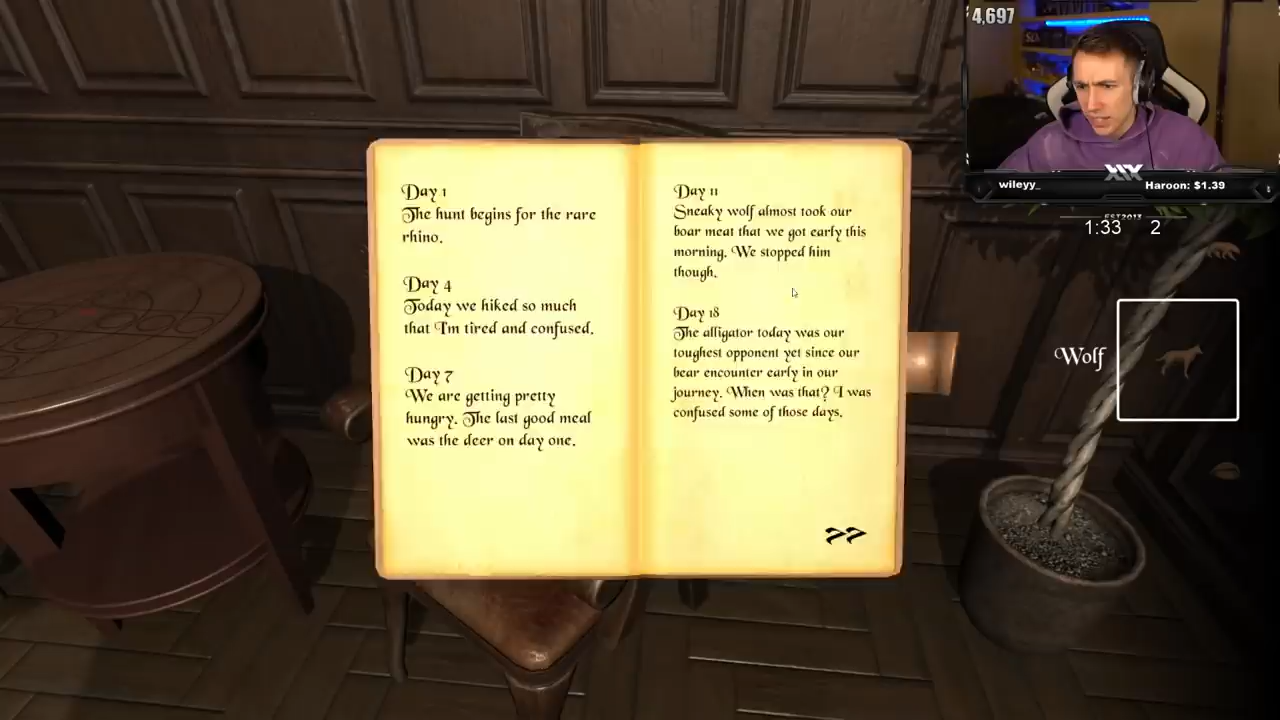 4,697
wileyy_
Haroon: $1.39
EST2013
1:33 2
Day 1
The hunt begins for the rare
rhino.
Day 4
Today we hiked so much
that I'm tired and confused.
Day 7
We are getting pretty
hungry. The last good meal
was the deer on day one.
Day 11
Sneaky wolf almost took our
boar meat that we got early this
morning. We stopped him
though.
Day 18
The alligator today was our
toughest opponent yet since our
bear encounter early in our
journey. When was that? I was
confused some of those days.
Wolf